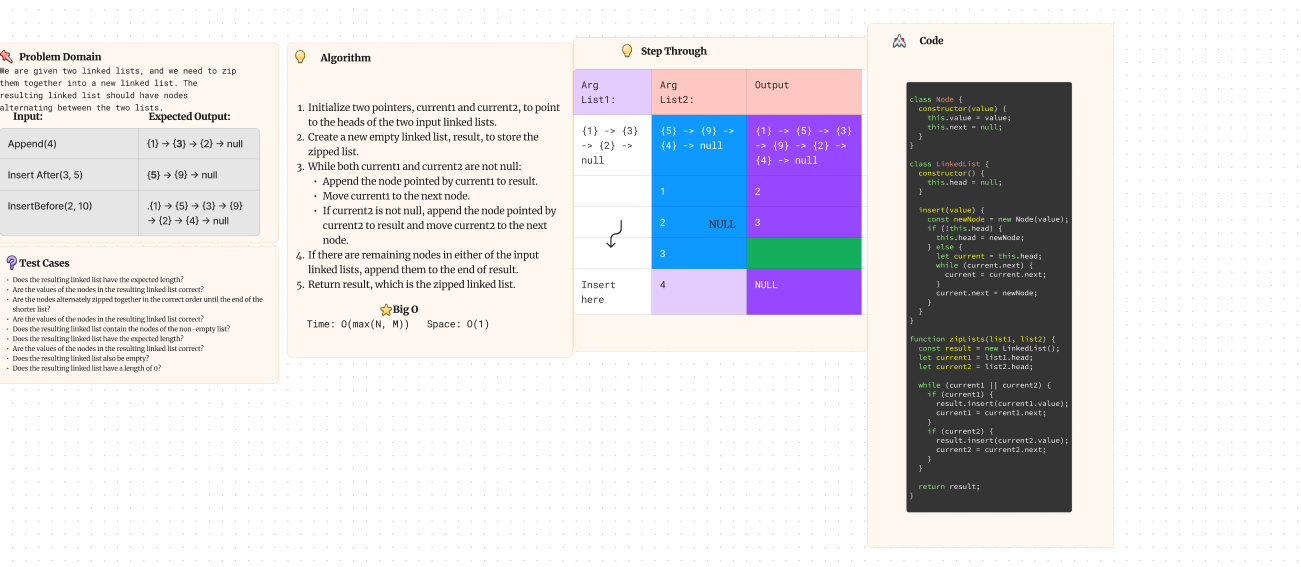 Problem Domain
We are given two linked lists, and we need to zip
them together into a new linked list. The
resulting linked list should have nodes
alternating between the two lists.
Input: Expected Output:
Append(4) {1} → {3} → {2} → null
Insert After(3, 5) {5} → {9} → null
InsertBefore(2, 10) .{1} → {5} → {3} → {9}
→ {2} → {4} → null
Test Cases
• Does the resulting linked list have the expected length?
• Are the values of the nodes in the resulting linked list correct?
• Are the nodes alternately zipped together in the correct order until the end of the
shorter list?
• Are the values of the nodes in the resulting linked list correct?
• Does the resulting linked list contain the nodes of the non-empty list?
• Does the resulting linked list have the expected length?
• Are the values of the nodes in the resulting linked list correct?
• Does the resulting linked list also be empty?
• Does the resulting linked list have a length of 0?
Algorithm
1. Initialize two pointers, current1 and current2, to point
to the heads of the two input linked lists.
2. Create a new empty linked list, result, to store the
zipped list.
3. While both current1 and current2 are not null:
• Append the node pointed by current1 to result.
• Move current1 to the next node.
• If current2 is not null, append the node pointed by
current2 to result and move current2 to the next
node.
4. If there are remaining nodes in either of the input
linked lists, append them to the end of result.
5. Return result, which is the zipped linked list.
Big O
Time: O(max(N, M)) Space: O(1)
Step Through
Arg
List1:
Arg
List2:
Output
{1} -> {3}
-> {2} ->
null
{5} -> {9} ->
{4} -> null
{1} -> {5} -> {3}
-> {9} -> {2} ->
{4} -> null
1 2
2 NULL 3
3
Insert
here
4 NULL
Code
class Node {
constructor(value) {
this.value = value;
this.next = null;
}
}
class LinkedList {
constructor() {
this.head = null;
}
insert(value) {
const newNode = new Node(value);
if (!this.head) {
this.head = newNode;
} else {
let current = this.head;
while (current.next) {
current = current.next;
}
current.next = newNode;
}
}
}
function zipLists(list1, list2) {
const result = new LinkedList();
let current1 = list1.head;
let current2 = list2.head;
while (current1 || current2) {
if (current1) {
result.insert(current1.value);
current1 = current1.next;
}
if (current2) {
result.insert(current2.value);
current2 = current2.next;
}
}
return result;
}